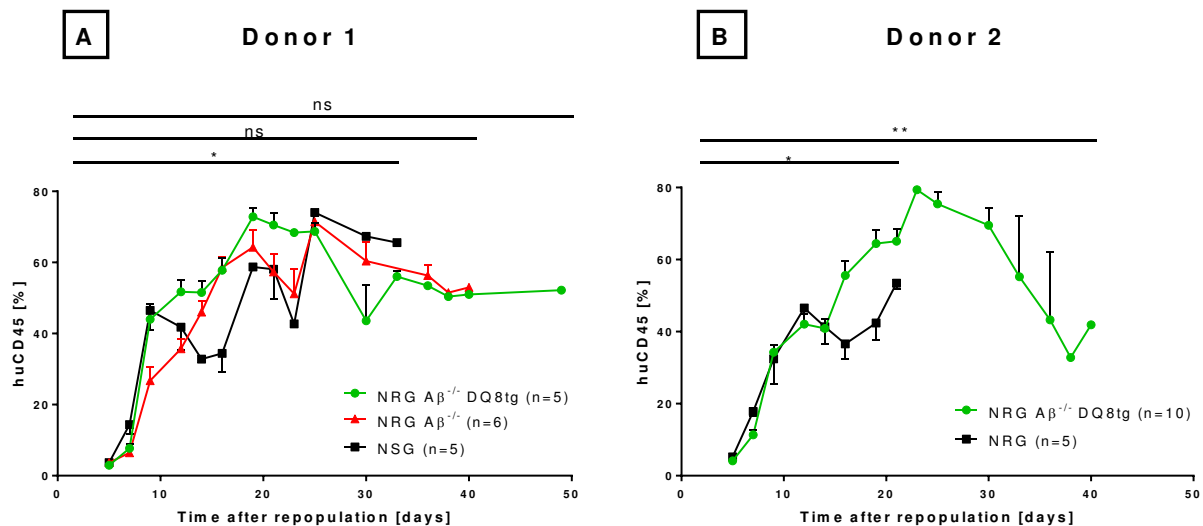 A
Donor 1
ns
ns
*
huCD45 [%]
80
60
40
20
0
0 10 20 30 40 50
Time after repopulation [days]
NRG Aβ-/- DQ8tg (n=5)
NRG Aβ-/- (n=6)
NSG (n=5)
B
Donor 2
**
*
huCD45 [%]
80
60
40
20
0
0 10 20 30 40 50
Time after repopulation [days]
NRG Aβ-/- DQ8tg (n=10)
NRG (n=5)